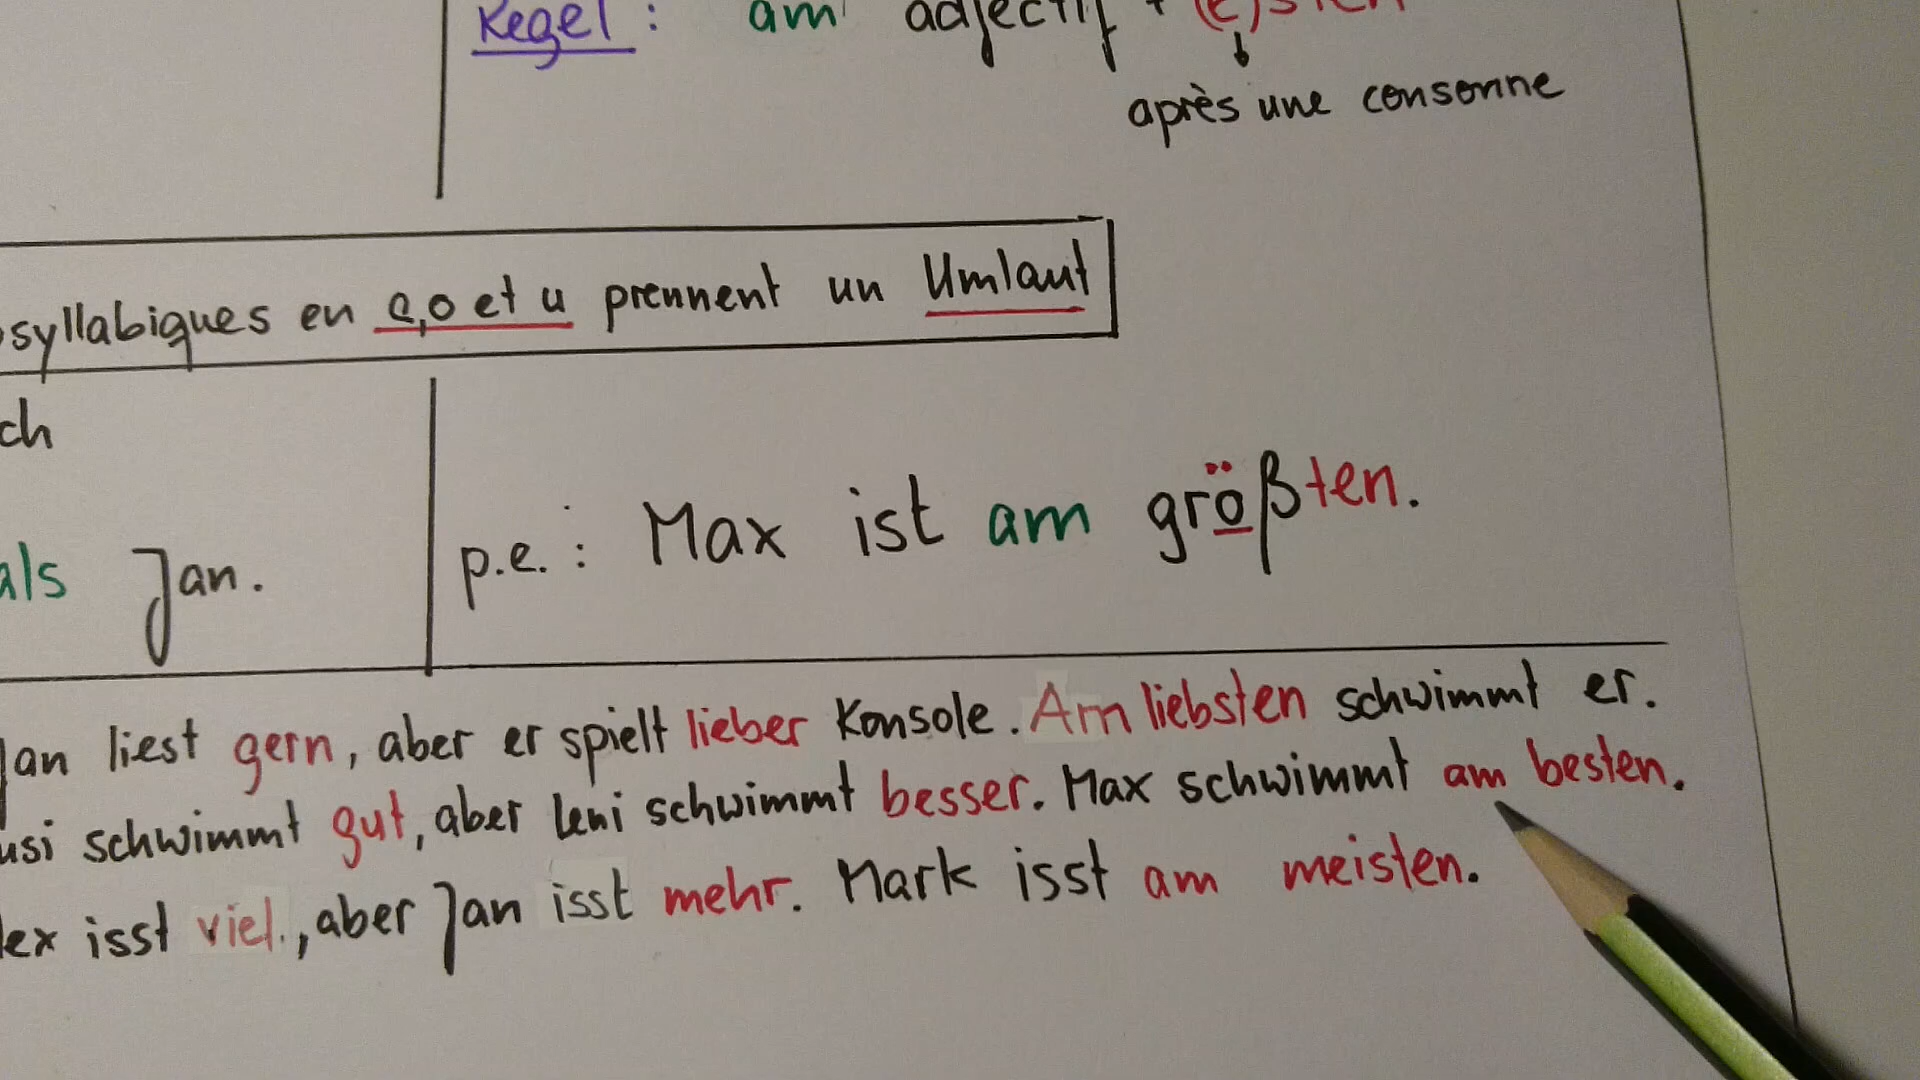 Regel : am adjectif + (e)sten
après une consonne
syllabiques en a, o et u prennent un Umlaut
ch
als Jan.
p.e. : Max ist am größten.
Jan liest gern, aber er spielt lieber Konsole. Am liebsten schwimmt er.
usi schwimmt gut, aber Leni schwimmt besser. Max schwimmt am besten.
lex isst viel, aber Jan isst mehr. Mark isst am meisten.